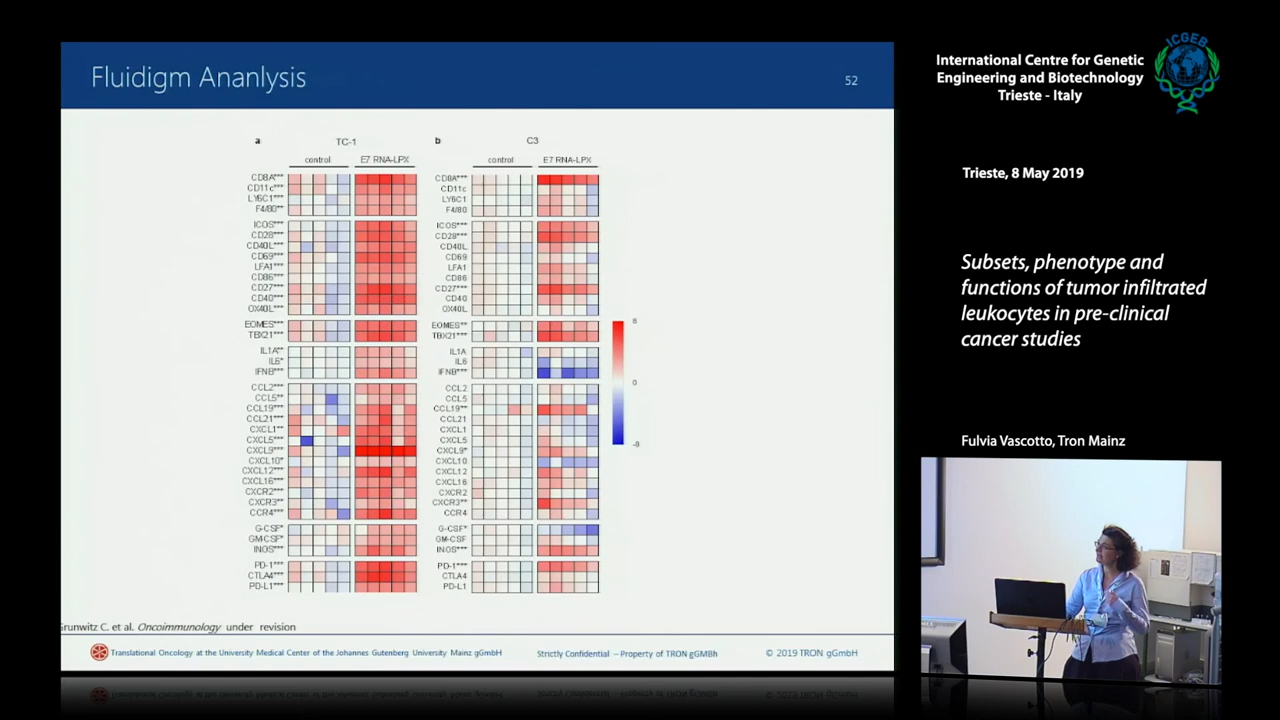 Fluidigm Ananlysis
52
a
TC-1
b
C3
control
E7 RNA-LPX
control
E7 RNA-LPX
CD8A***
CD11c***
LY6C1***
F4/80**
ICOS***
CD28***
CD40L***
CD69***
LFA1***
CD86***
CD27***
CD40***
OX40L***
EOMES***
TBX21***
IL1A**
IL6*
IFNB***
CCL2***
CCL5**
CCL19***
CCL21***
CXCL1**
CXCL5***
CXCL9***
CXCL10*
CXCL12***
CXCL16***
CXCR2***
CXCR3**
CCR4***
G-CSF*
GM-CSF*
INOS***
PD-1***
CTLA4***
PD-L1***
CD8A***
CD11c
LY6C1
F4/80
ICOS***
CD28***
CD40L
CD69
LFA1
CD86
CD27***
CD40
OX40L
EOMES**
TBX21***
IL1A
IL6
IFNB***
CCL2
CCL5
CCL19**
CCL21
CXCL1
CXCL5
CXCL9*
CXCL10
CXCL12
CXCL16
CXCR2
CXCR3**
CCR4
G-CSF*
GM-CSF
INOS***
PD-1***
CTLA4
PD-L1
0
Grunwitz C. et al. Oncoimmunology under revision
Translational Oncology at the University Medical Center of the Johannes Gutenberg University Mainz gGmbH
Strictly Confidential – Property of TRON gGMBh
© 2019 TRON gGmbH
International Centre for Genetic
Engineering and Biotechnology
Trieste - Italy
ICGEB
Trieste, 8 May 2019
Subsets, phenotype and
functions of tumor infiltrated
leukocytes in pre-clinical
cancer studies
Fulvia Vascotto, Tron Mainz